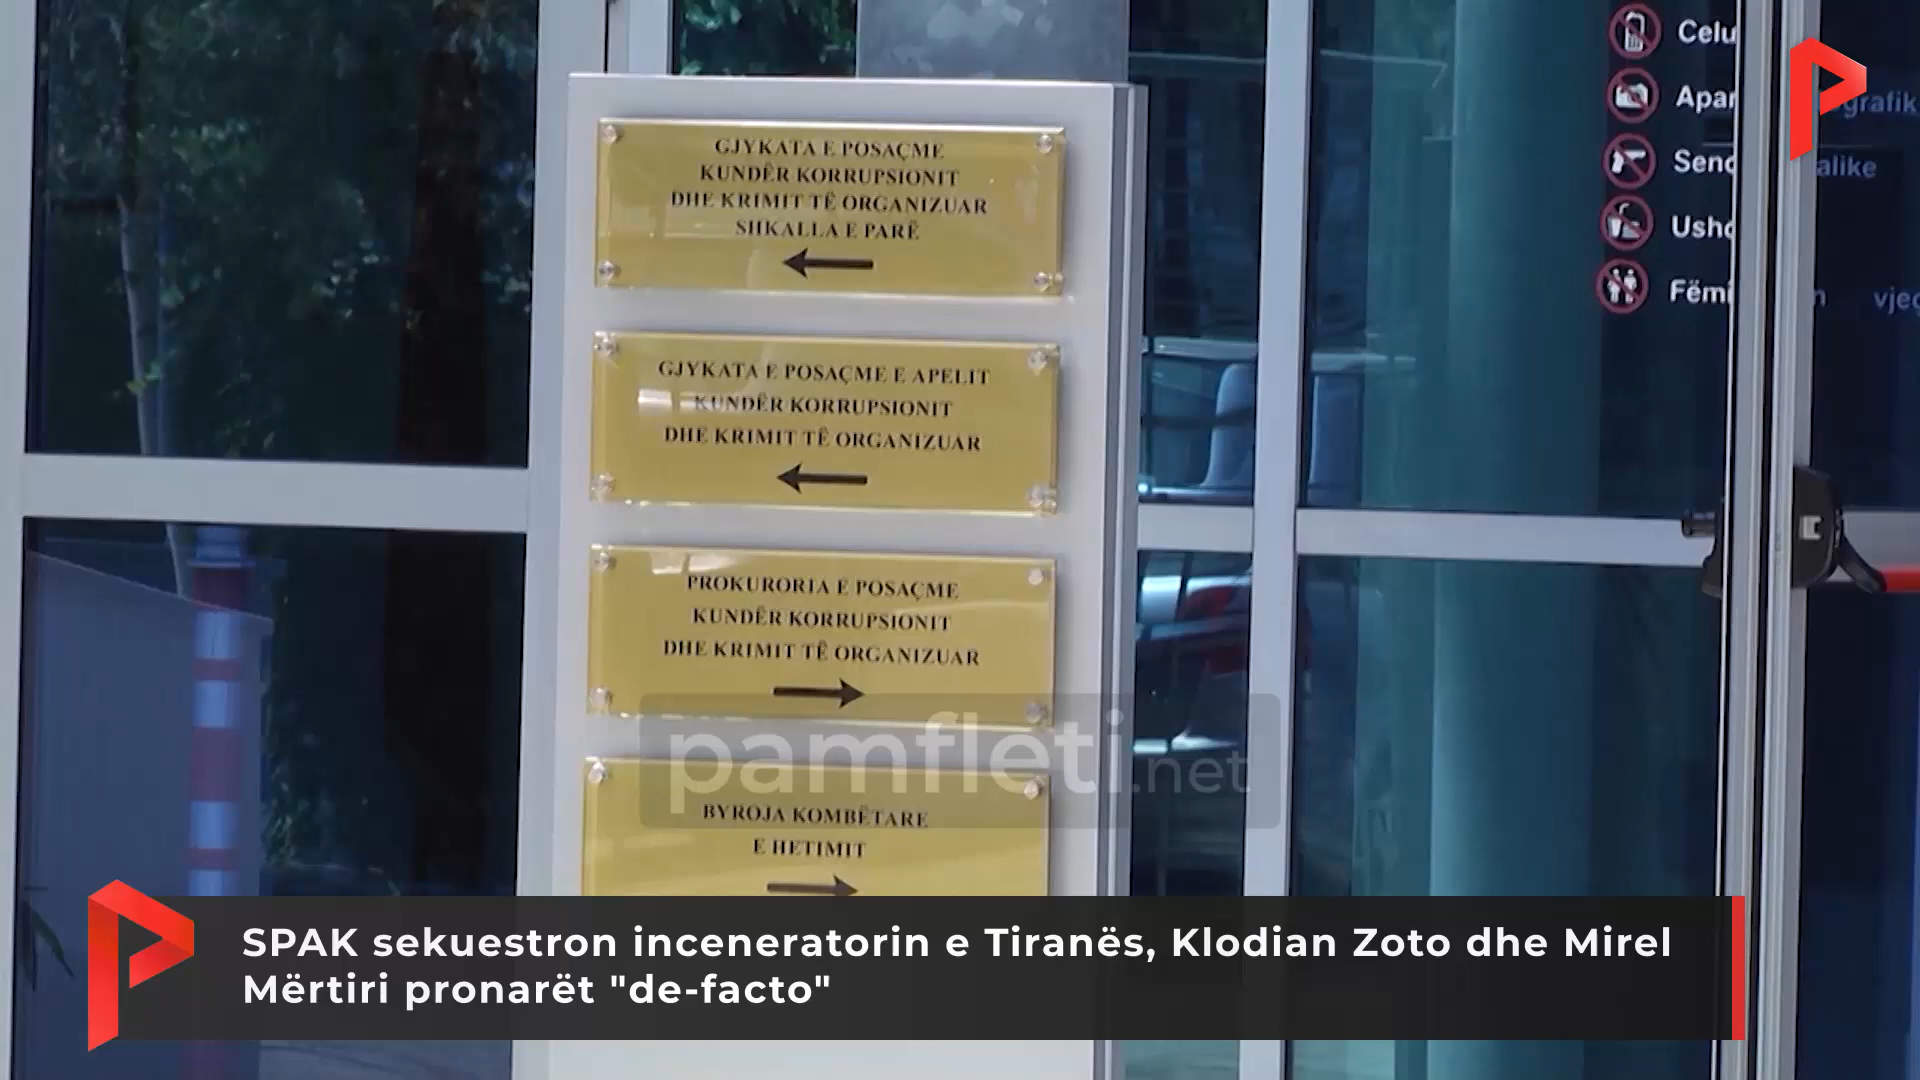 GJYKATA E POSAÇME
KUNDËR KORRUPSIONIT
DHE KRIMIT TË ORGANIZUAR
SHKALLA E PARË
GJYKATA E POSAÇME E APELIT
KUNDËR KORRUPSIONIT
DHE KRIMIT TË ORGANIZUAR
PROKURORIA E POSAÇME
KUNDËR KORRUPSIONIT
DHE KRIMIT TË ORGANIZUAR
pamfleti.net
BYROJA KOMBËTARE
E HETIMIT
SPAK sekuestron inceneratorin e Tiranës, Klodian Zoto dhe Mirel
Mërtiri pronarët "de-facto"